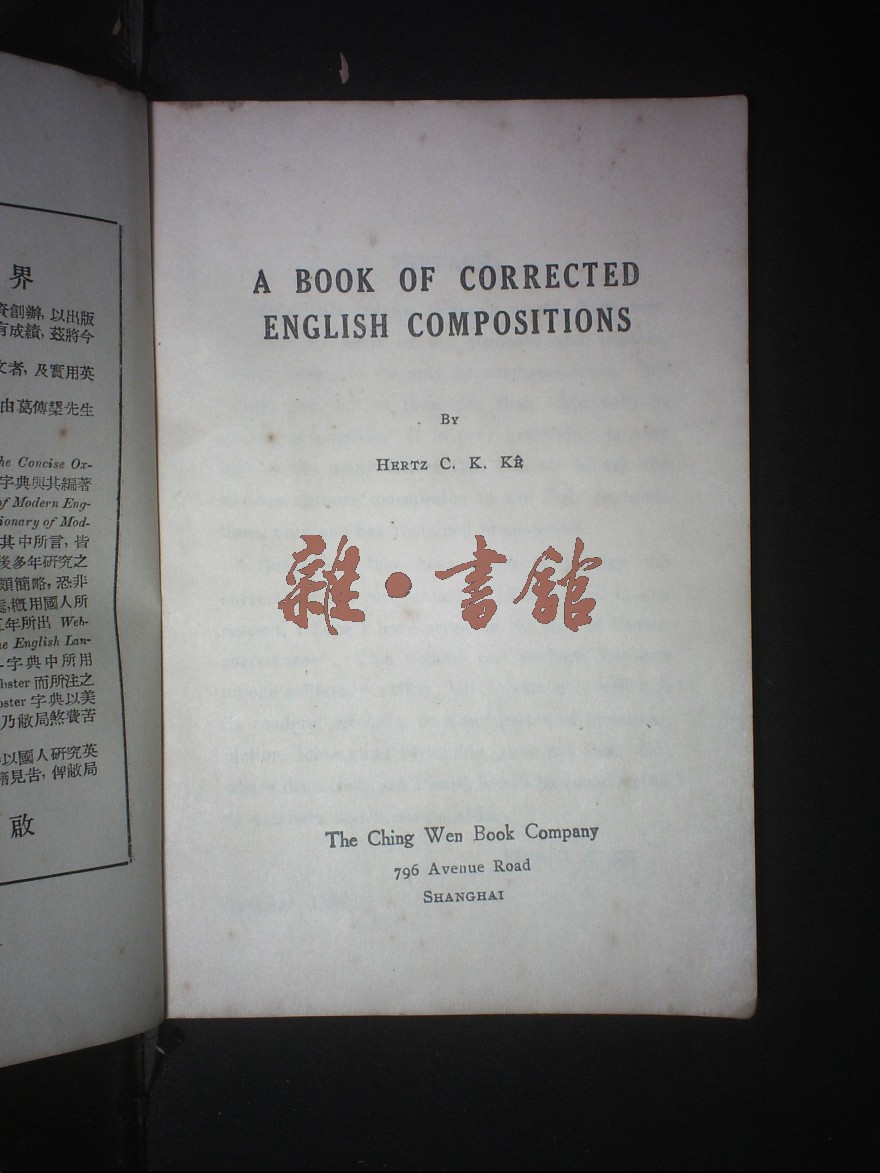 界
資創辦, 以出版
有成績, 茲將今
文者, 及實用英
由葛傳椝先生
he Concise Ox-
字典與其編著
of Modern Eng-
ionary of Mod-
其中所言, 皆
後多年研究之
類簡略, 恐非
處, 概用國人所
五年所出 Web-
he English Lan-
字典中所用
bster 而所注之
bster 字典以美
乃敝局煞費苦
以國人研究英
籍見告, 俾敝局
啟
A BOOK OF CORRECTED
ENGLISH COMPOSITIONS
BY
HERTZ C. K. KÊ
雜•書館
The Ching Wen Book Company
796 Avenue Road
SHANGHAI